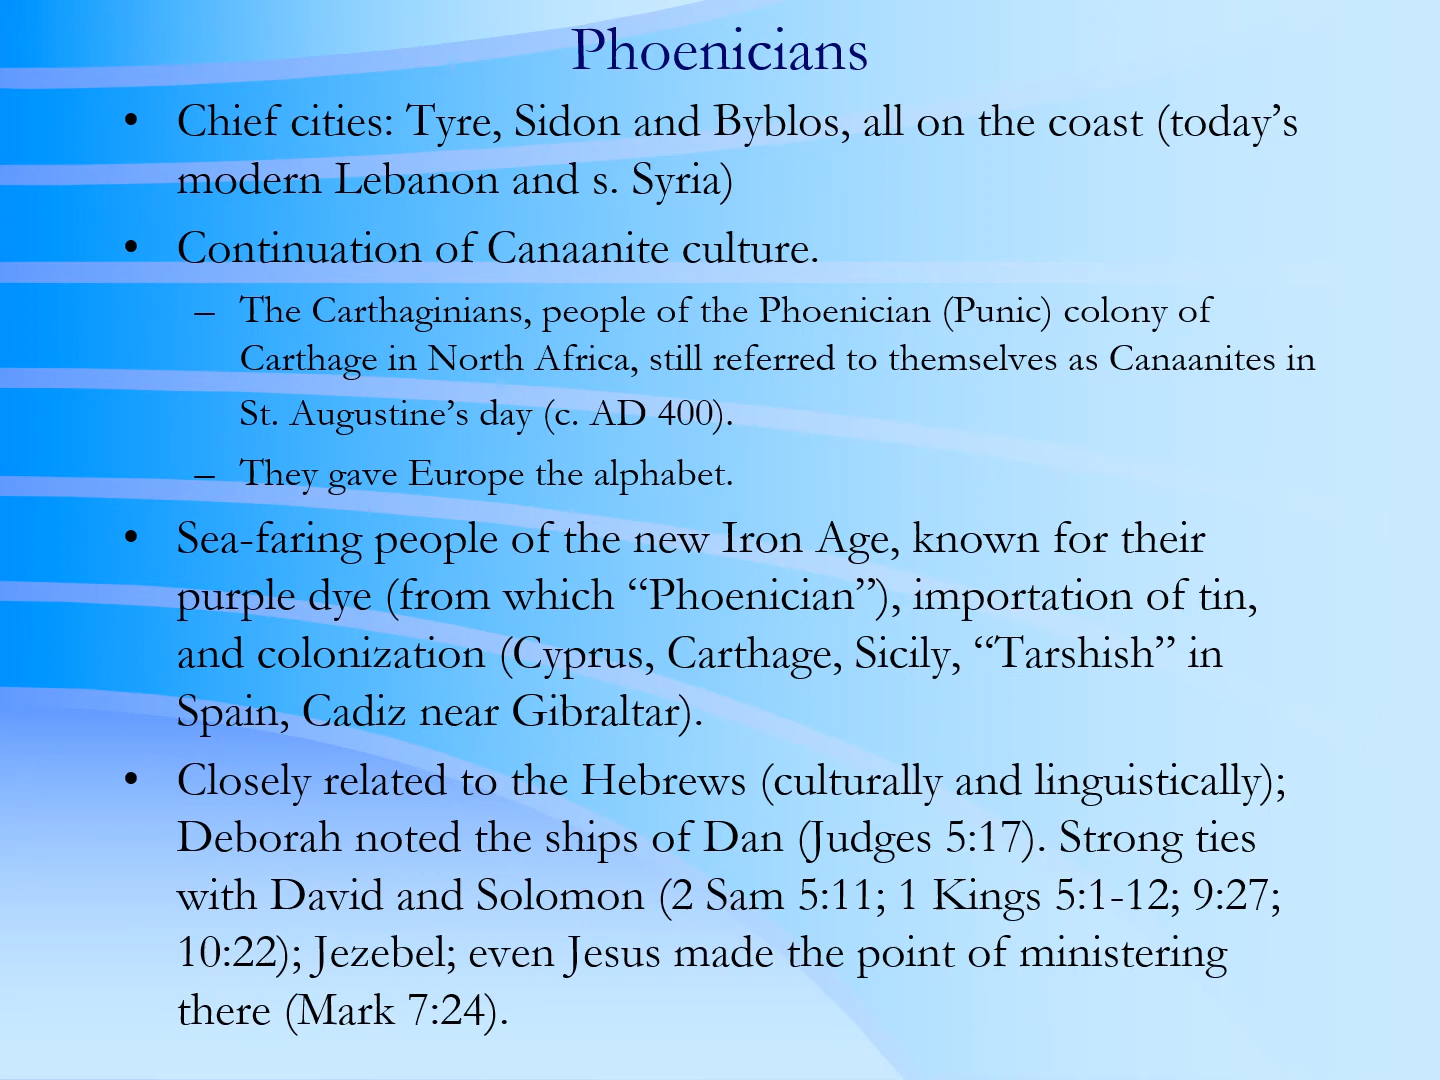 Phoenicians
• Chief cities: Tyre, Sidon and Byblos, all on the coast (today’s
modern Lebanon and s. Syria)
• Continuation of Canaanite culture.
– The Carthaginians, people of the Phoenician (Punic) colony of
Carthage in North Africa, still referred to themselves as Canaanites in
St. Augustine’s day (c. AD 400).
– They gave Europe the alphabet.
• Sea-faring people of the new Iron Age, known for their
purple dye (from which “Phoenician”), importation of tin,
and colonization (Cyprus, Carthage, Sicily, “Tarshish” in
Spain, Cadiz near Gibraltar).
• Closely related to the Hebrews (culturally and linguistically);
Deborah noted the ships of Dan (Judges 5:17). Strong ties
with David and Solomon (2 Sam 5:11; 1 Kings 5:1-12; 9:27;
10:22); Jezebel; even Jesus made the point of ministering
there (Mark 7:24).